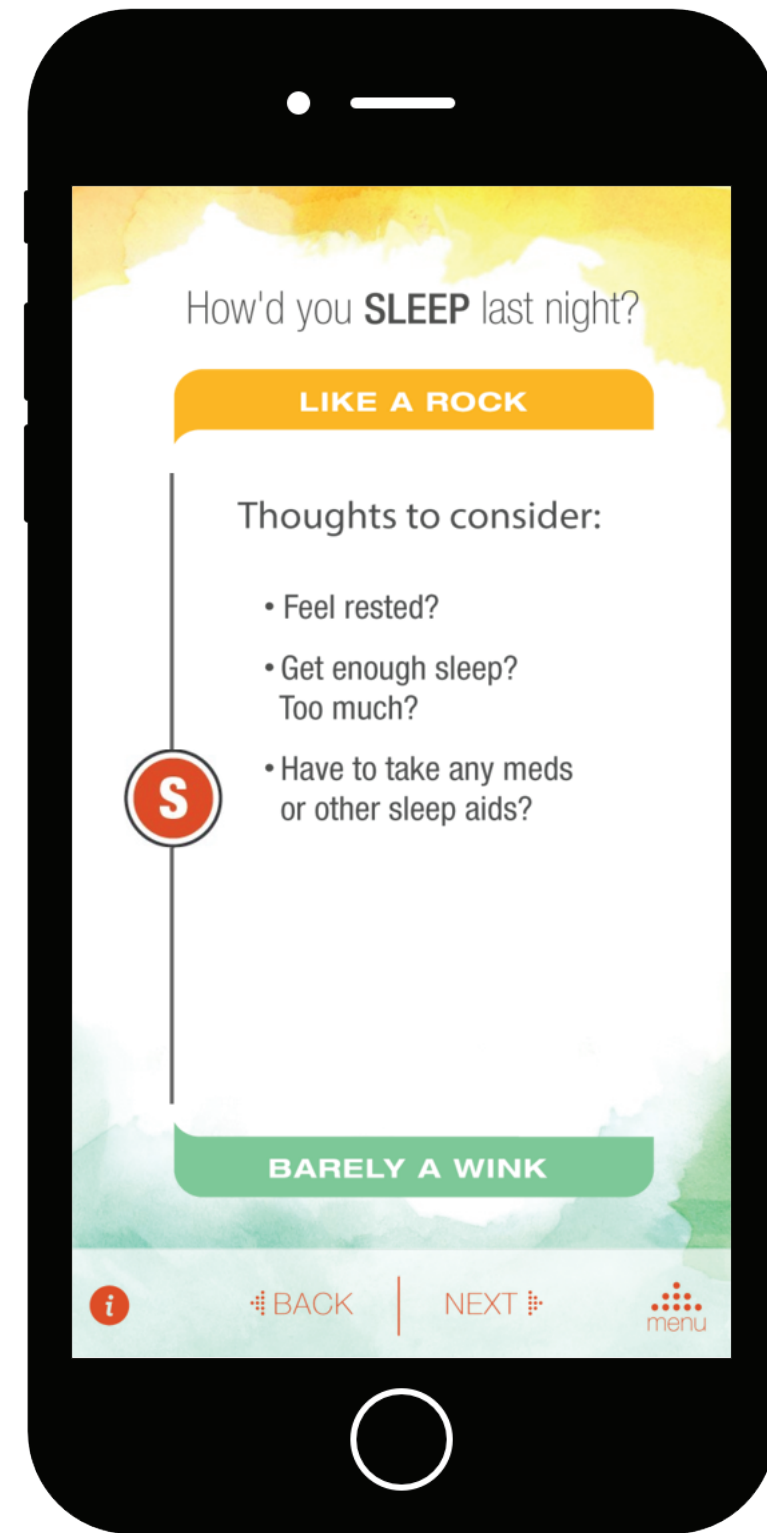 How'd you SLEEP last night?
LIKE A ROCK
Thoughts to consider:
• Feel rested?
• Get enough sleep?
Too much?
• Have to take any meds
or other sleep aids?
S
BARELY A WINK
i
BACK | NEXT
menu